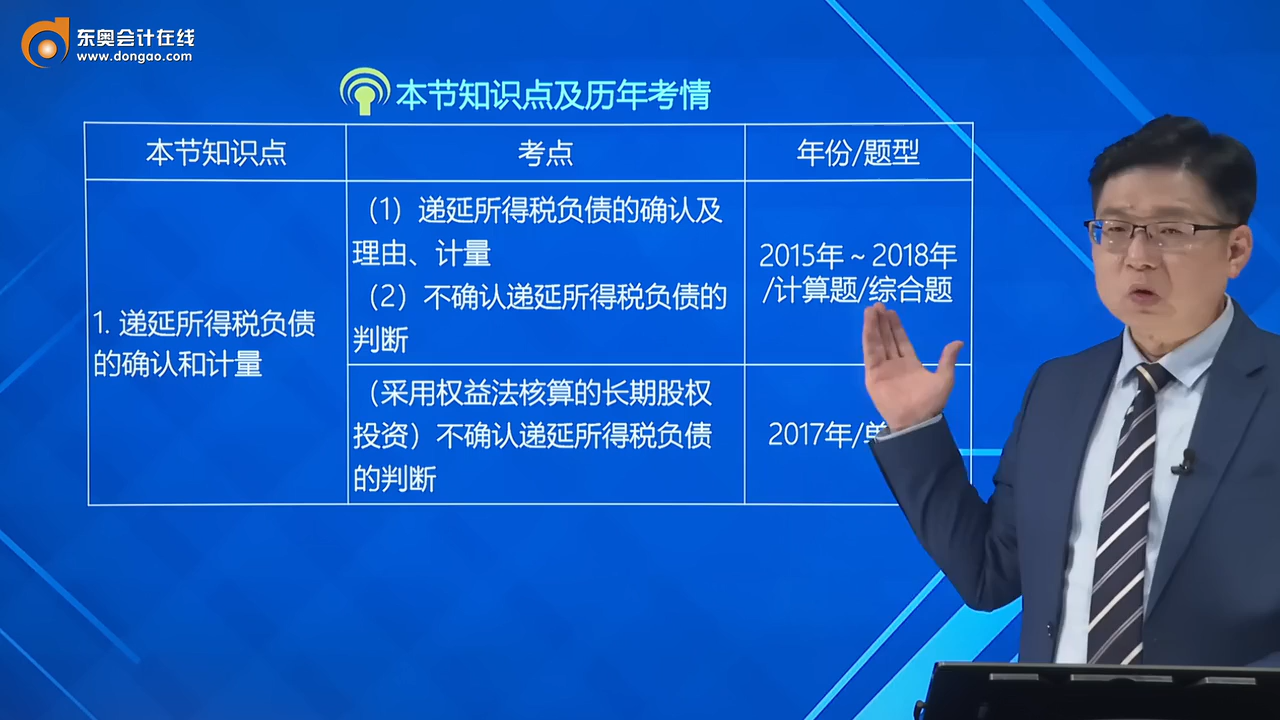 东奥会计在线
www.dongao.com
本节知识点及历年考情
本节知识点
考点
年份/题型
1. 递延所得税负债
的确认和计量
（1）递延所得税负债的确认及
理由、计量
（2）不确认递延所得税负债的
判断
2015年～2018年
/计算题/综合题
（采用权益法核算的长期股权
投资）不确认递延所得税负债
的判断
2017年/